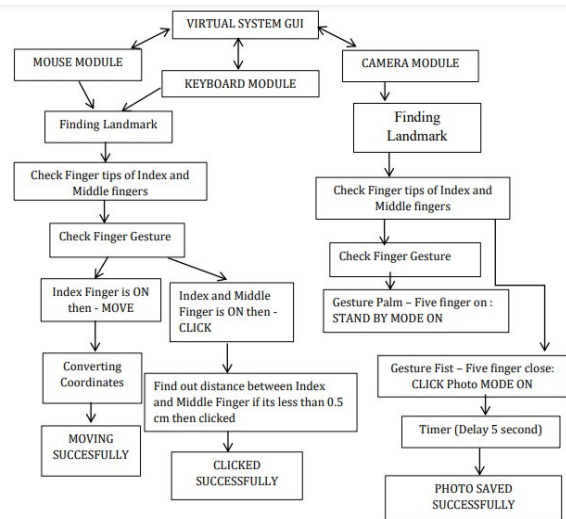 VIRTUAL SYSTEM GUI
MOUSE MODULE
KEYBOARD MODULE
CAMERA MODULE
Finding Landmark
Finding
Landmark
Check Finger tips of Index and
Middle fingers
Check Finger tips of Index and
Middle fingers
Check Finger Gesture
Check Finger Gesture
Index Finger is ON
then - MOVE
Index and Middle
Finger is ON then -
CLICK
Gesture Palm – Five finger on :
STAND BY MODE ON
Converting
Coordinates
Find out distance between Index
and Middle Finger if its less than 0.5
cm then clicked
Gesture Fist – Five finger close:
CLICK Photo MODE ON
MOVING
SUCCESFULLY
Timer (Delay 5 second)
CLICKED
SUCCESSFULLY
PHOTO SAVED
SUCCESSFULLY